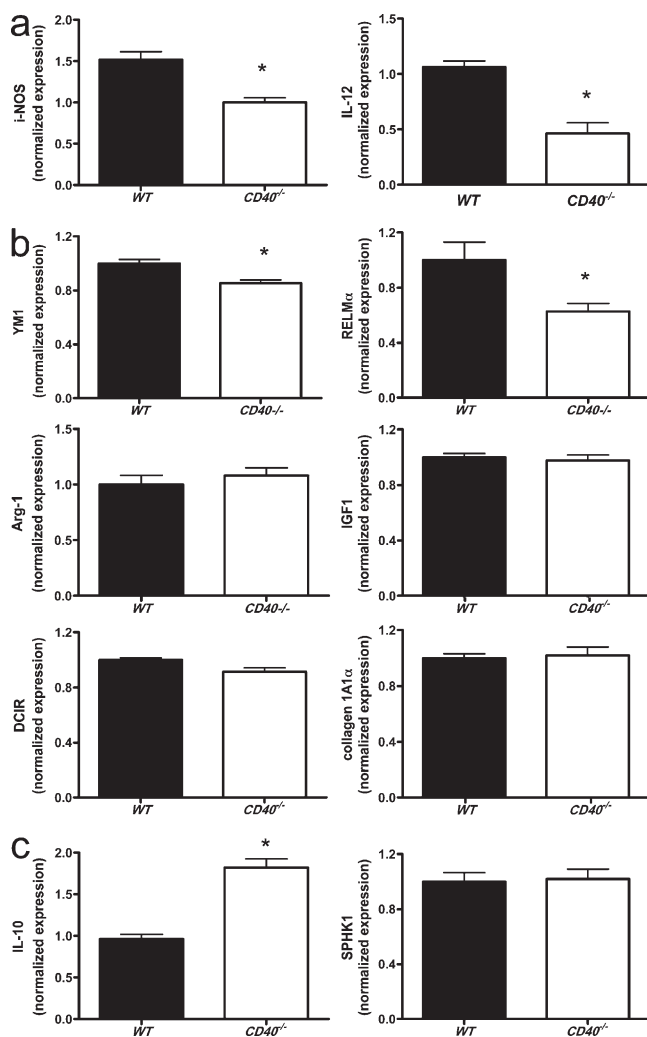 a
i-NOS
(normalized expression)
2.0
1.5
1.0
0.5
0.0
*
WT
CD40-/-
IL-12
(normalized expression)
1.5
1.0
0.5
0.0
*
WT
CD40-/-
b
YM1
(normalized expression)
1.2
0.8
0.4
0.0
*
WT
CD40-/-
RELMα
(normalized expression)
1.2
0.8
0.4
0.0
*
WT
CD40-/-
Arg-1
(normalized expression)
1.5
1.0
0.5
0.0
WT
CD40-/-
IGF1
(normalized expression)
1.2
0.8
0.4
0.0
WT
CD40-/-
DCIR
(normalized expression)
1.2
0.8
0.4
0.0
WT
CD40-/-
collagen 1A1α
(normalized expression)
1.2
0.8
0.4
0.0
WT
CD40-/-
c
IL-10
(normalized expression)
2.0
1.5
1.0
0.5
0.0
*
WT
CD40-/-
SPHK1
(normalized expression)
1.2
0.8
0.4
0.0
WT
CD40-/-